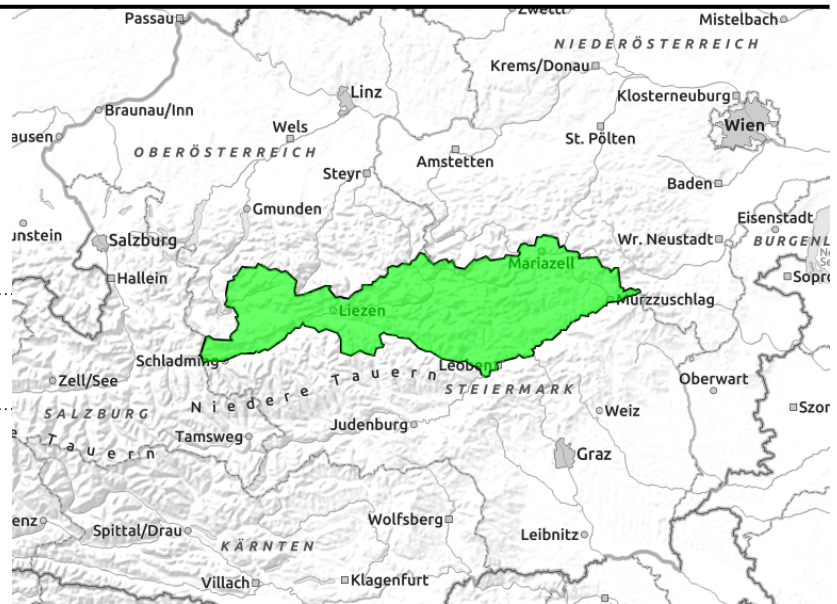 Zwettl
Passau
Mistelbach
NIEDERÖSTERREICH
Krems/Donau
Linz
Klosterneuburg
Braunau/Inn
Wels
Wien
ausen
St. Pölten
OBERÖSTERREICH
Amstetten
Steyr
Baden
Gmunden
Eisenstadt
unstein
Salzburg
Wr. Neustadt
BURGENL
Mariazell
Hallein
Sopro
Mürzzuschlag
Liezen
Schladming
Leoben
Zell/See
Niedere Tauern
STEIERMARK
Oberwart
SALZBURG
Weiz
Szom
Judenburg
e Tauern
Tamsweg
Graz
enz
Wolfsberg
Spittal/Drau
Leibnitz
KÄRNTEN
Villach
Klagenfurt